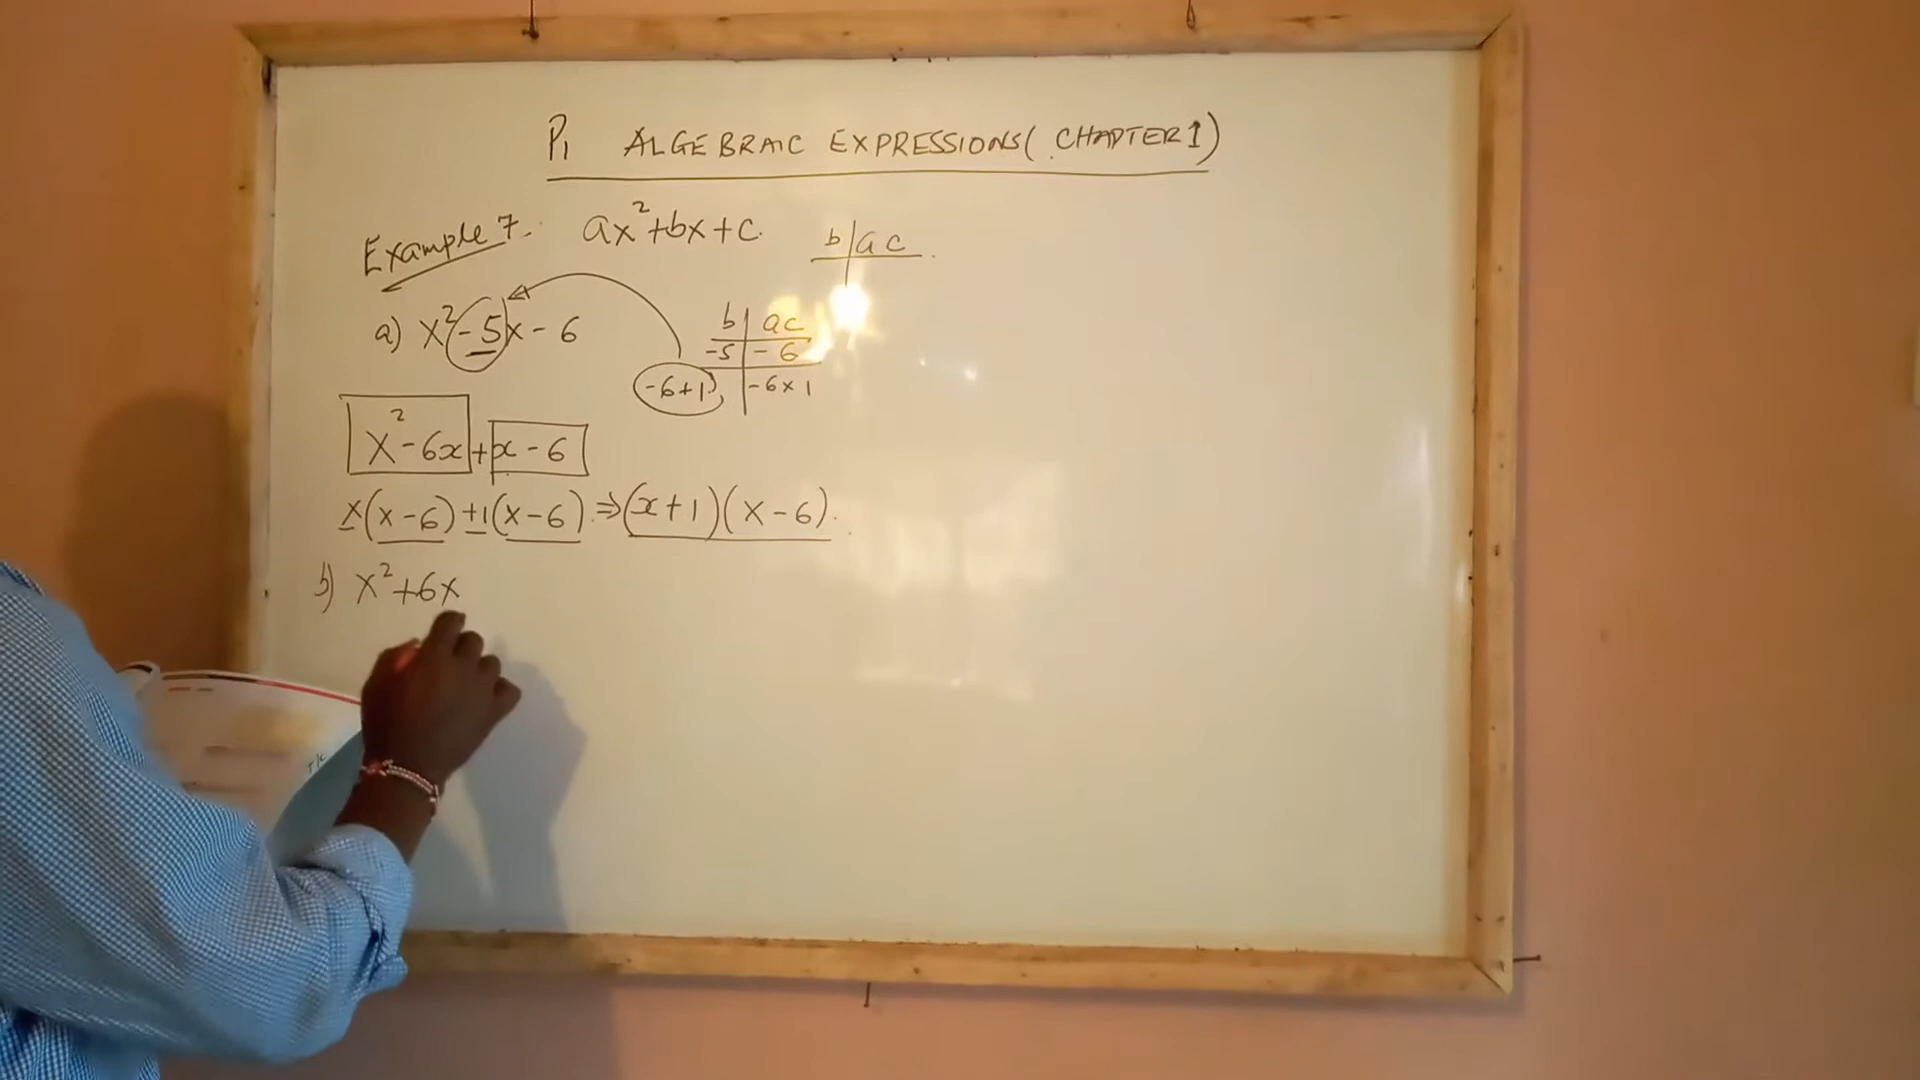 P₁ ALGEBRAIC EXPRESSIONS( CHAPTER 1)
Example 7. ax²+bx+c. b|ac
a) x²-5x-6
b | ac
-5 | -6
-6+1 | -6×1
x²-6x+x-6
x(x-6)+1(x-6) ⇒ (x+1)(x-6).
b) x²+6x